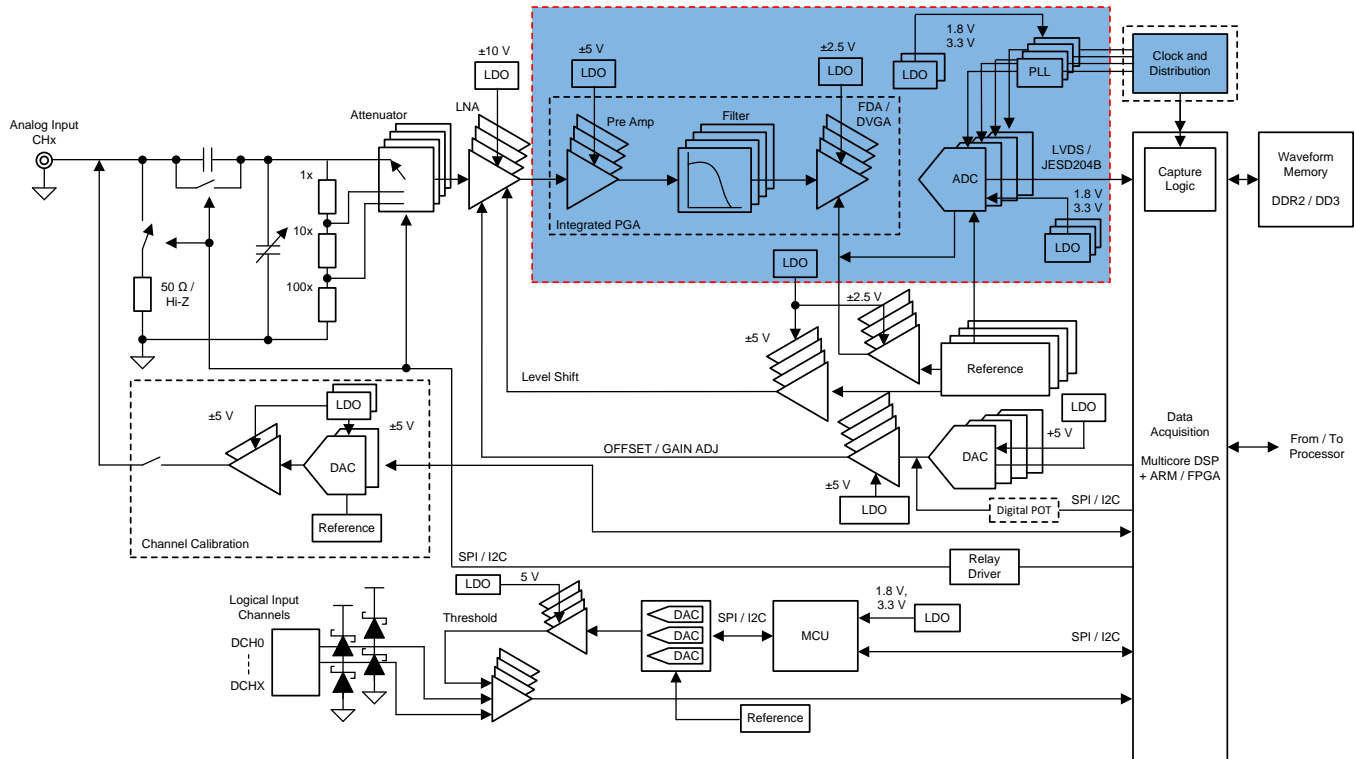 Analog Input
CHx
50 Ω /
Hi-Z
1x
10x
100x
Attenuator
LNA
±10 V
LDO
±5 V
LDO
Pre Amp
Filter
±2.5 V
LDO
FDA /
DVGA
Integrated PGA
1.8 V
3.3 V
LDO
PLL
Clock and
Distribution
ADC
LVDS /
JESD204B
1.8 V
3.3 V
LDO
Capture
Logic
Waveform
Memory
DDR2 / DD3
LDO
±2.5 V
±5 V
Reference
Level Shift
LDO
+5 V
DAC
OFFSET / GAIN ADJ
±5 V
LDO
Digital POT
SPI / I2C
Data
Acquisition
Multicore DSP
+ ARM / FPGA
From / To
Processor
±5 V
LDO
±5 V
DAC
Reference
Channel Calibration
SPI / I2C
Relay
Driver
Logical Input
Channels
DCH0
DCHX
LDO
5 V
Threshold
DAC
DAC
DAC
SPI / I2C
MCU
1.8 V,
3.3 V
LDO
SPI / I2C
Reference